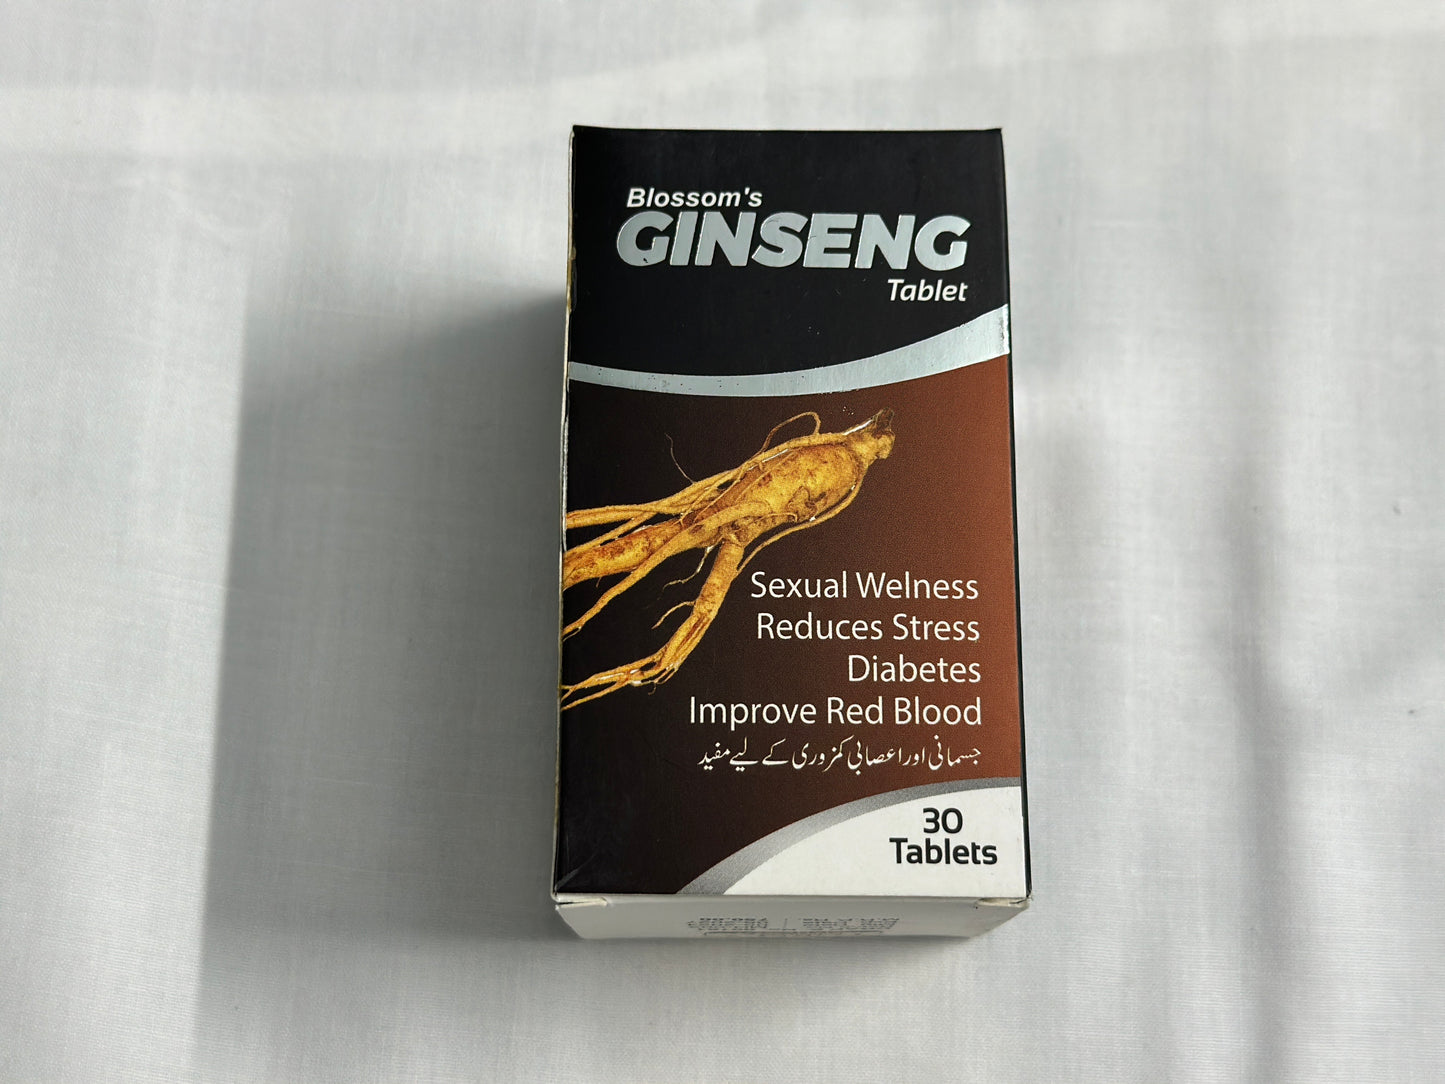 Blossom's
GINSENG
Tablet
Sexual Welness
Reduces Stress
Diabetes
Improve Red Blood
جسمانی اور اعصابی کمزوری کے لیے مفید
30
Tablets